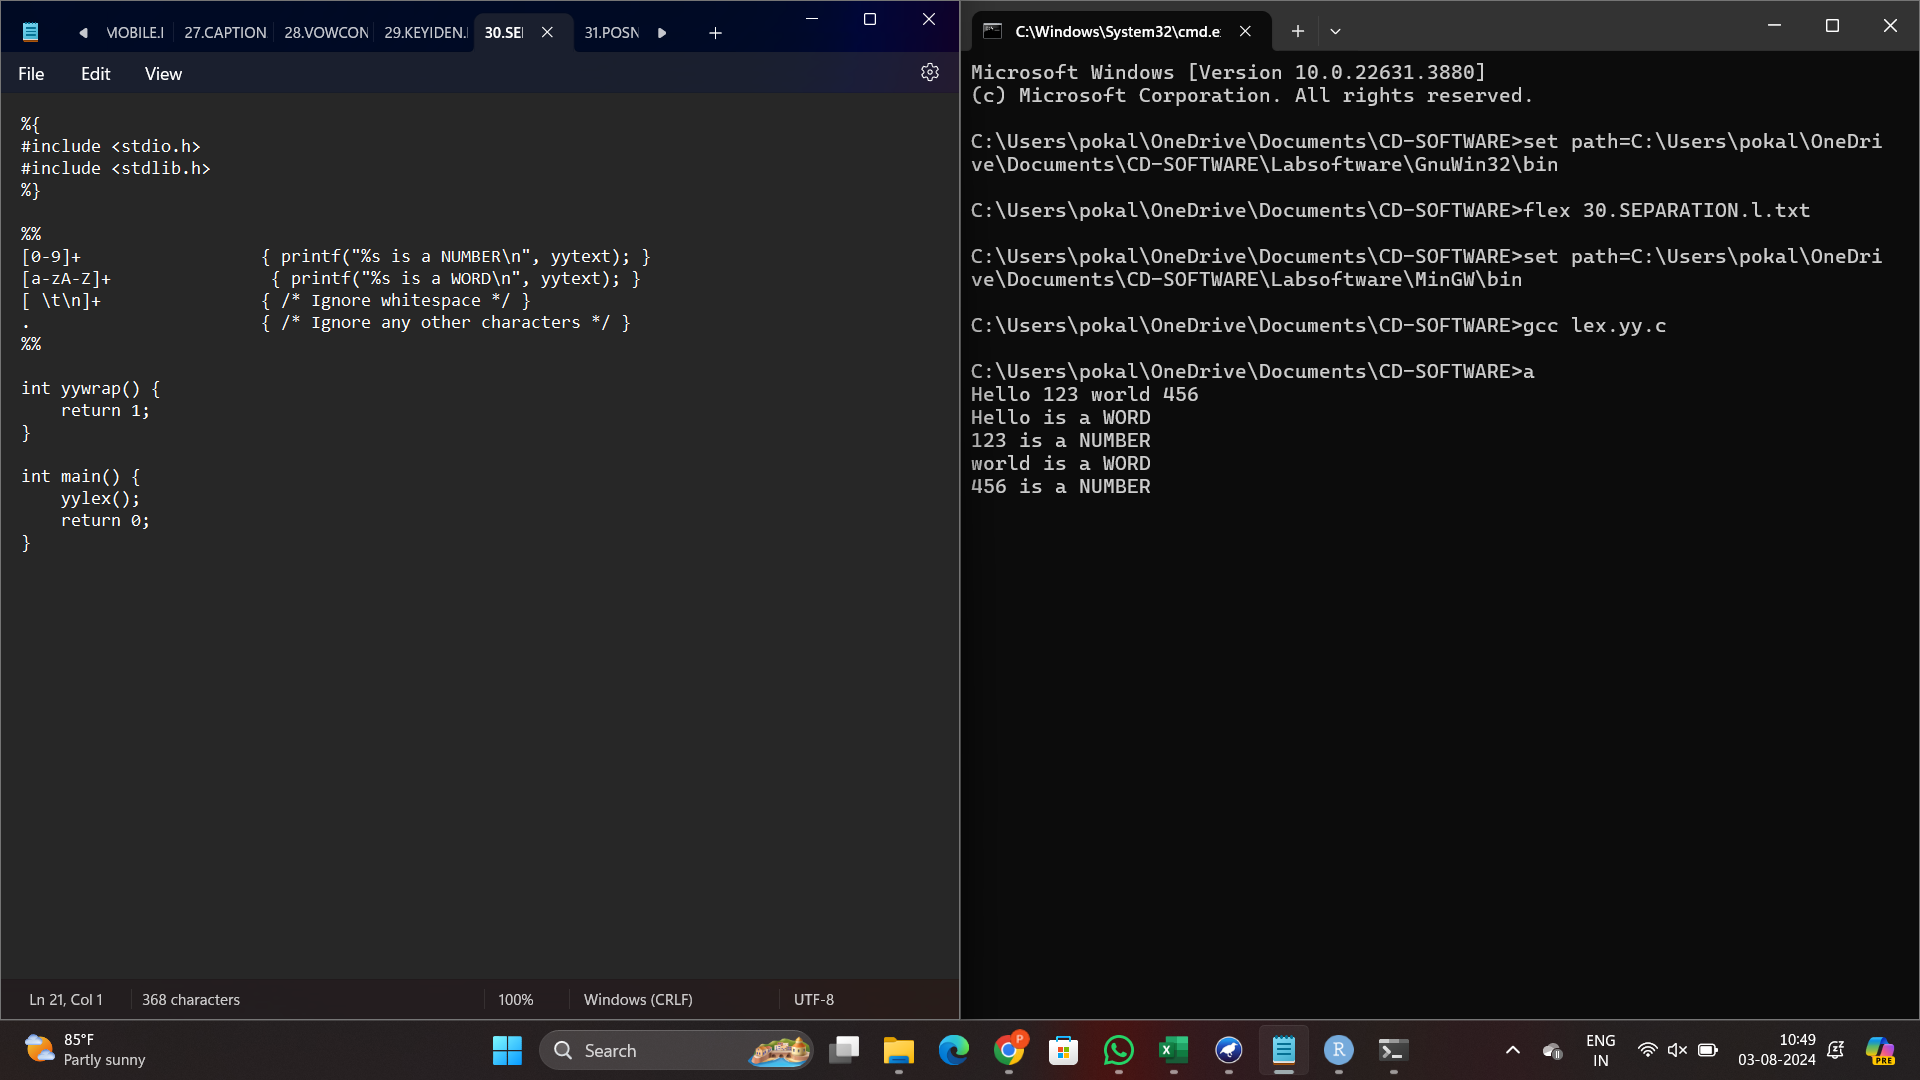 MOBILE.l
27.CAPTION
28.VOWCON
29.KEYIDEN.
30.SE
31.POSN
File
Edit
View
%{
#include <stdio.h>
#include <stdlib.h>
%}
%%
[0-9]+                  { printf("%s is a NUMBER\n", yytext); }
[a-zA-Z]+                { printf("%s is a WORD\n", yytext); }
[ \t\n]+                { /* Ignore whitespace */ }
.                       { /* Ignore any other characters */ }
%%
int yywrap() {
    return 1;
}
int main() {
    yylex();
    return 0;
}
Ln 21, Col 1
368 characters
100%
Windows (CRLF)
UTF-8
C:\Windows\System32\cmd.e
Microsoft Windows [Version 10.0.22631.3880]
(c) Microsoft Corporation. All rights reserved.
C:\Users\pokal\OneDrive\Documents\CD-SOFTWARE>set path=C:\Users\pokal\OneDri
ve\Documents\CD-SOFTWARE\Labsoftware\GnuWin32\bin
C:\Users\pokal\OneDrive\Documents\CD-SOFTWARE>flex 30.SEPARATION.l.txt
C:\Users\pokal\OneDrive\Documents\CD-SOFTWARE>set path=C:\Users\pokal\OneDri
ve\Documents\CD-SOFTWARE\Labsoftware\MinGW\bin
C:\Users\pokal\OneDrive\Documents\CD-SOFTWARE>gcc lex.yy.c
C:\Users\pokal\OneDrive\Documents\CD-SOFTWARE>a
Hello 123 world 456
Hello is a WORD
123 is a NUMBER
world is a WORD
456 is a NUMBER
85°F
Partly sunny
Search
P
R
ENG
IN
10:49
03-08-2024
PRE